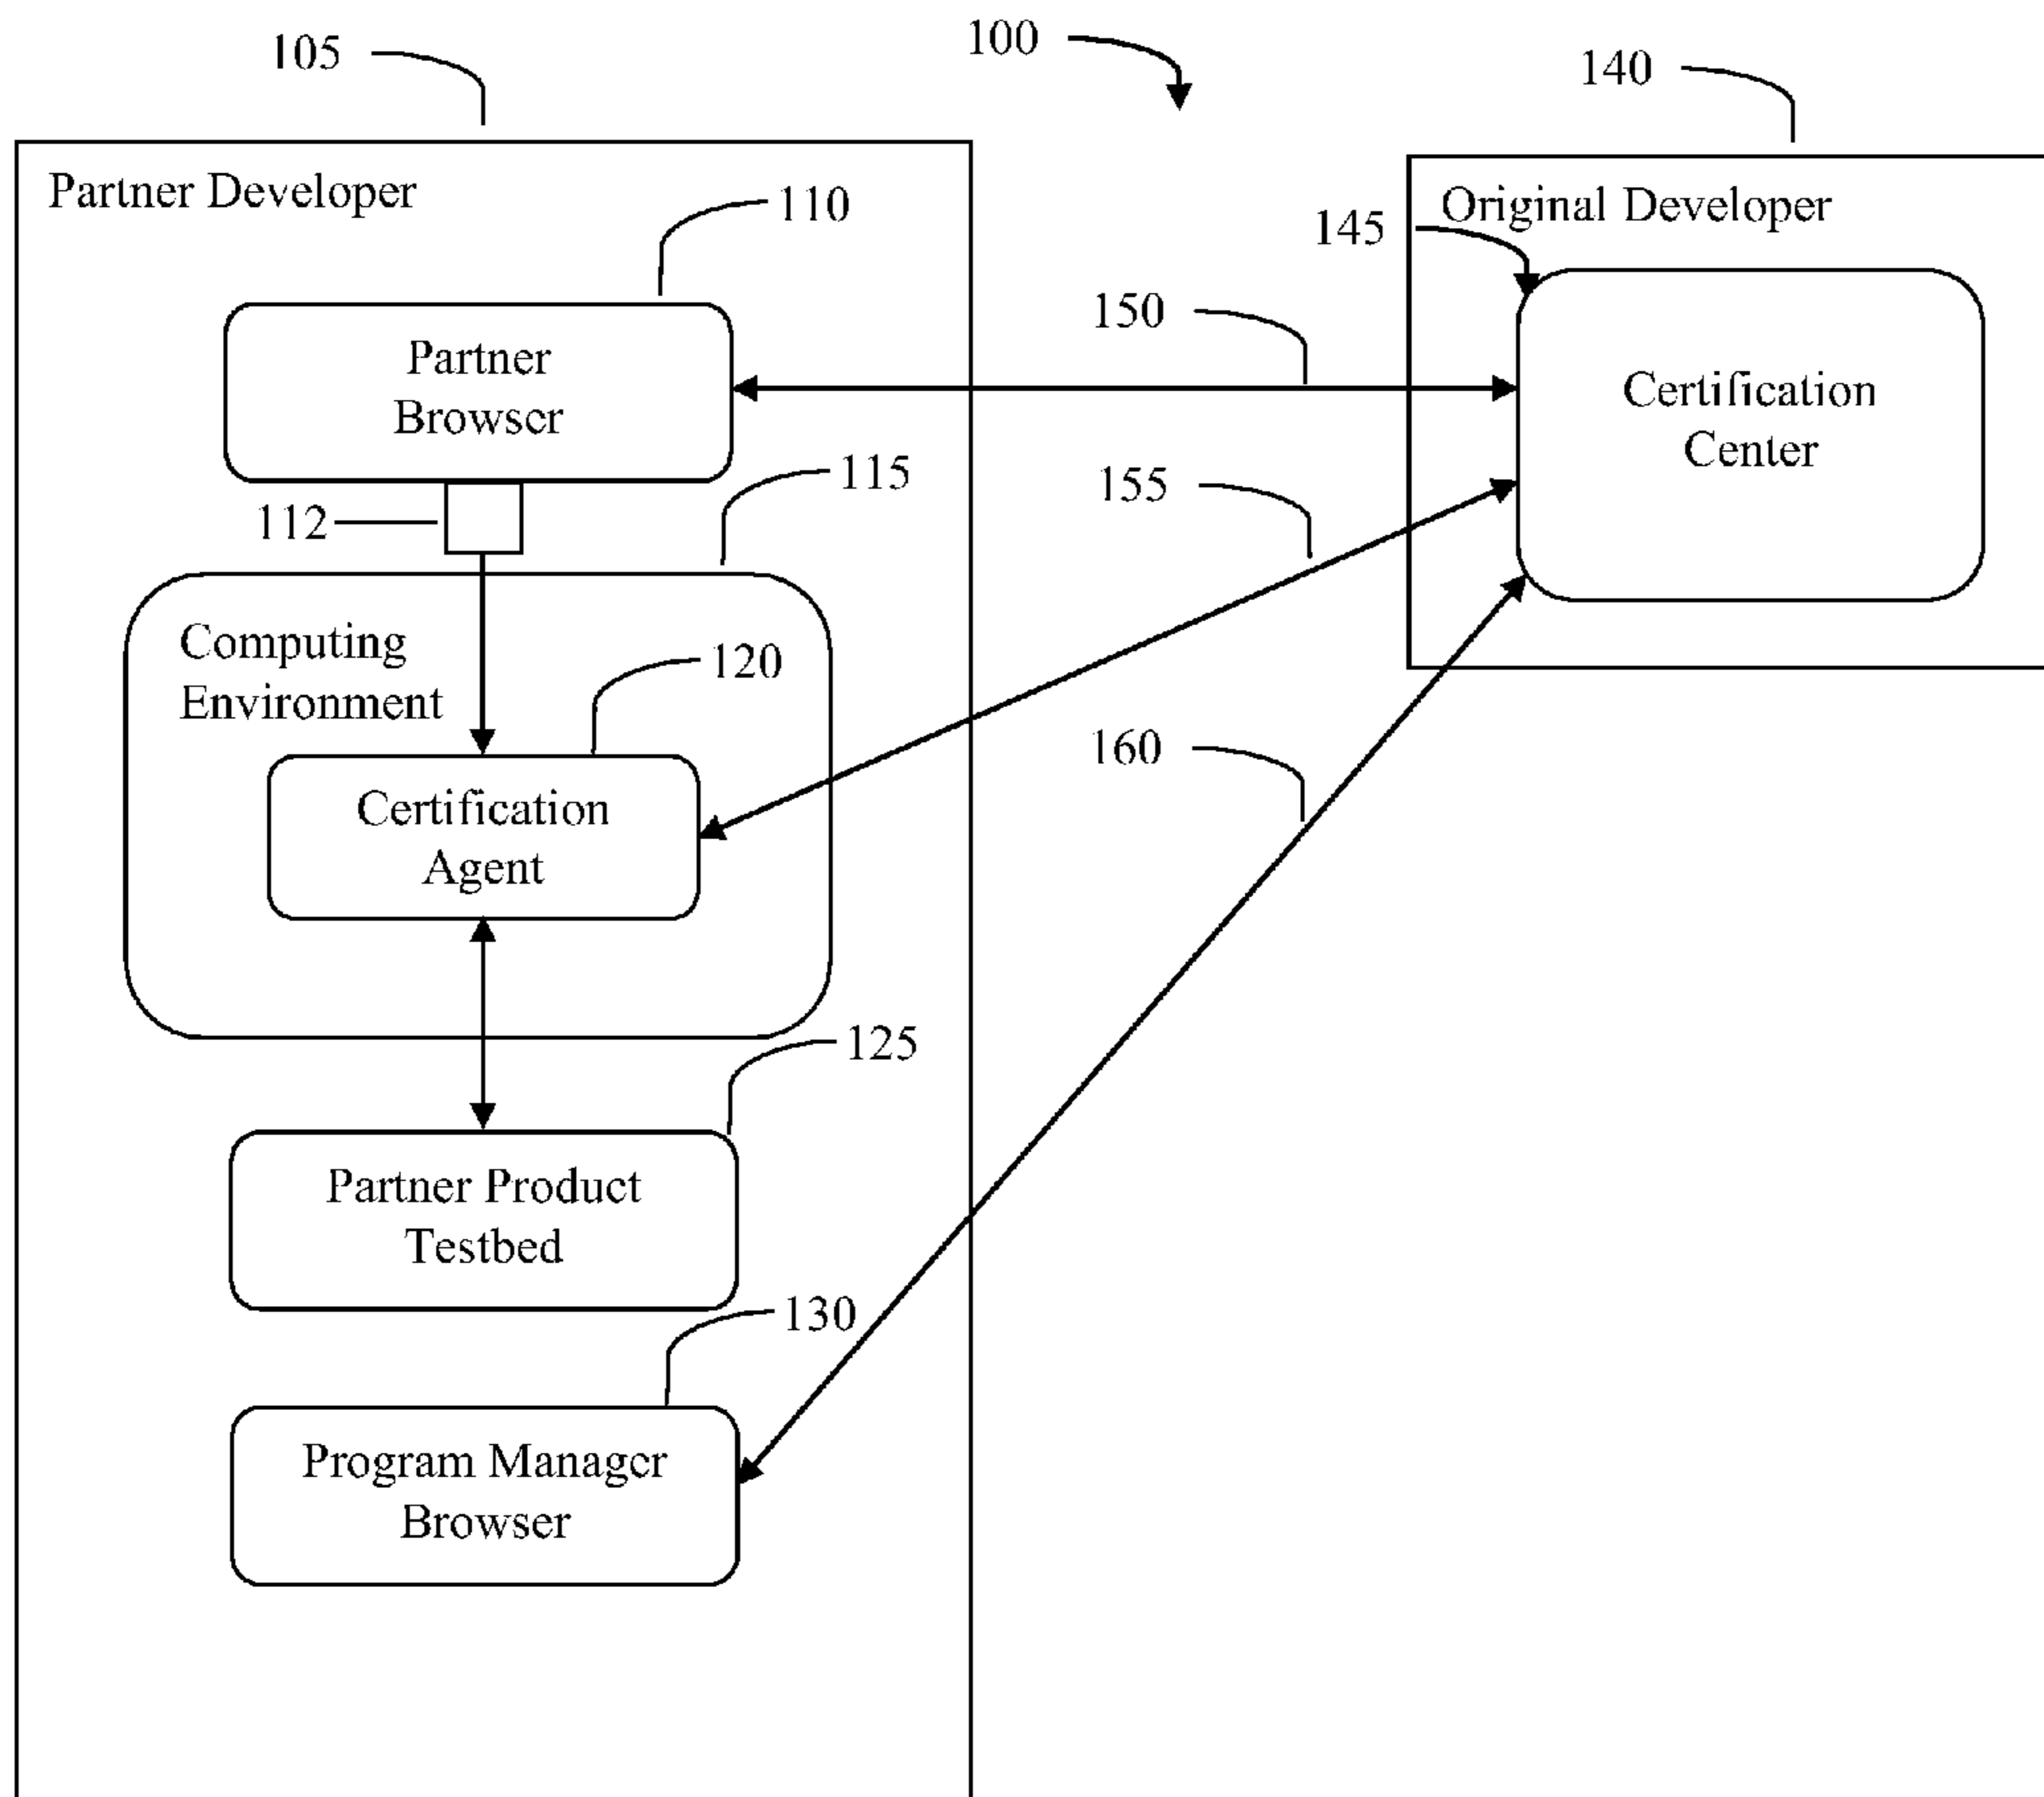 105
100
140
Partner Developer
110
Original Developer
145
150
Partner
Browser
Certification
Center
115
155
112
Computing
Environment
120
160
Certification
Agent
125
Partner Product
Testbed
130
Program Manager
Browser